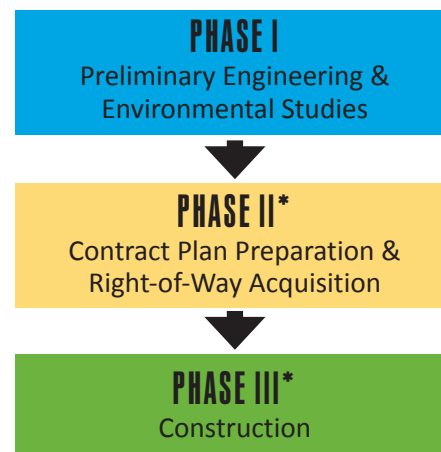 PHASE I
Preliminary Engineering &
Environmental Studies
PHASE II*
Contract Plan Preparation &
Right-of-Way Acquisition
PHASE III*
Construction